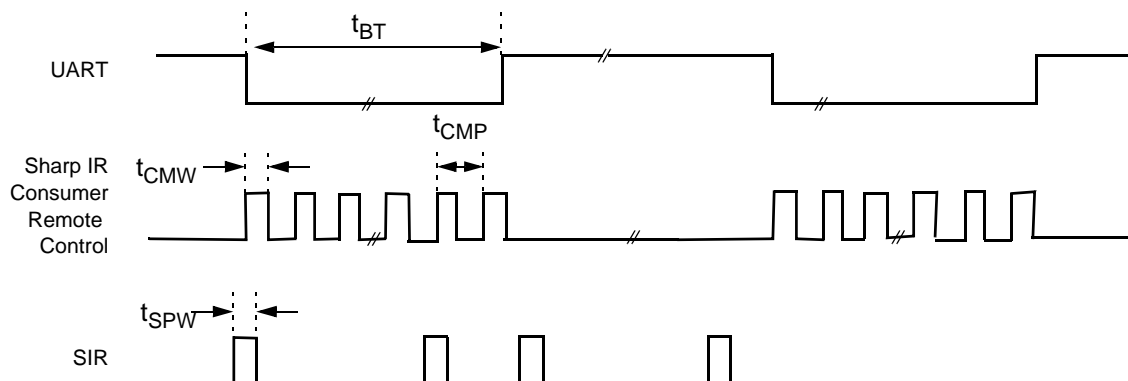 tBT
UART
tCMP
Sharp IR
Consumer
Remote
Control
tCMW
tSPW
SIR